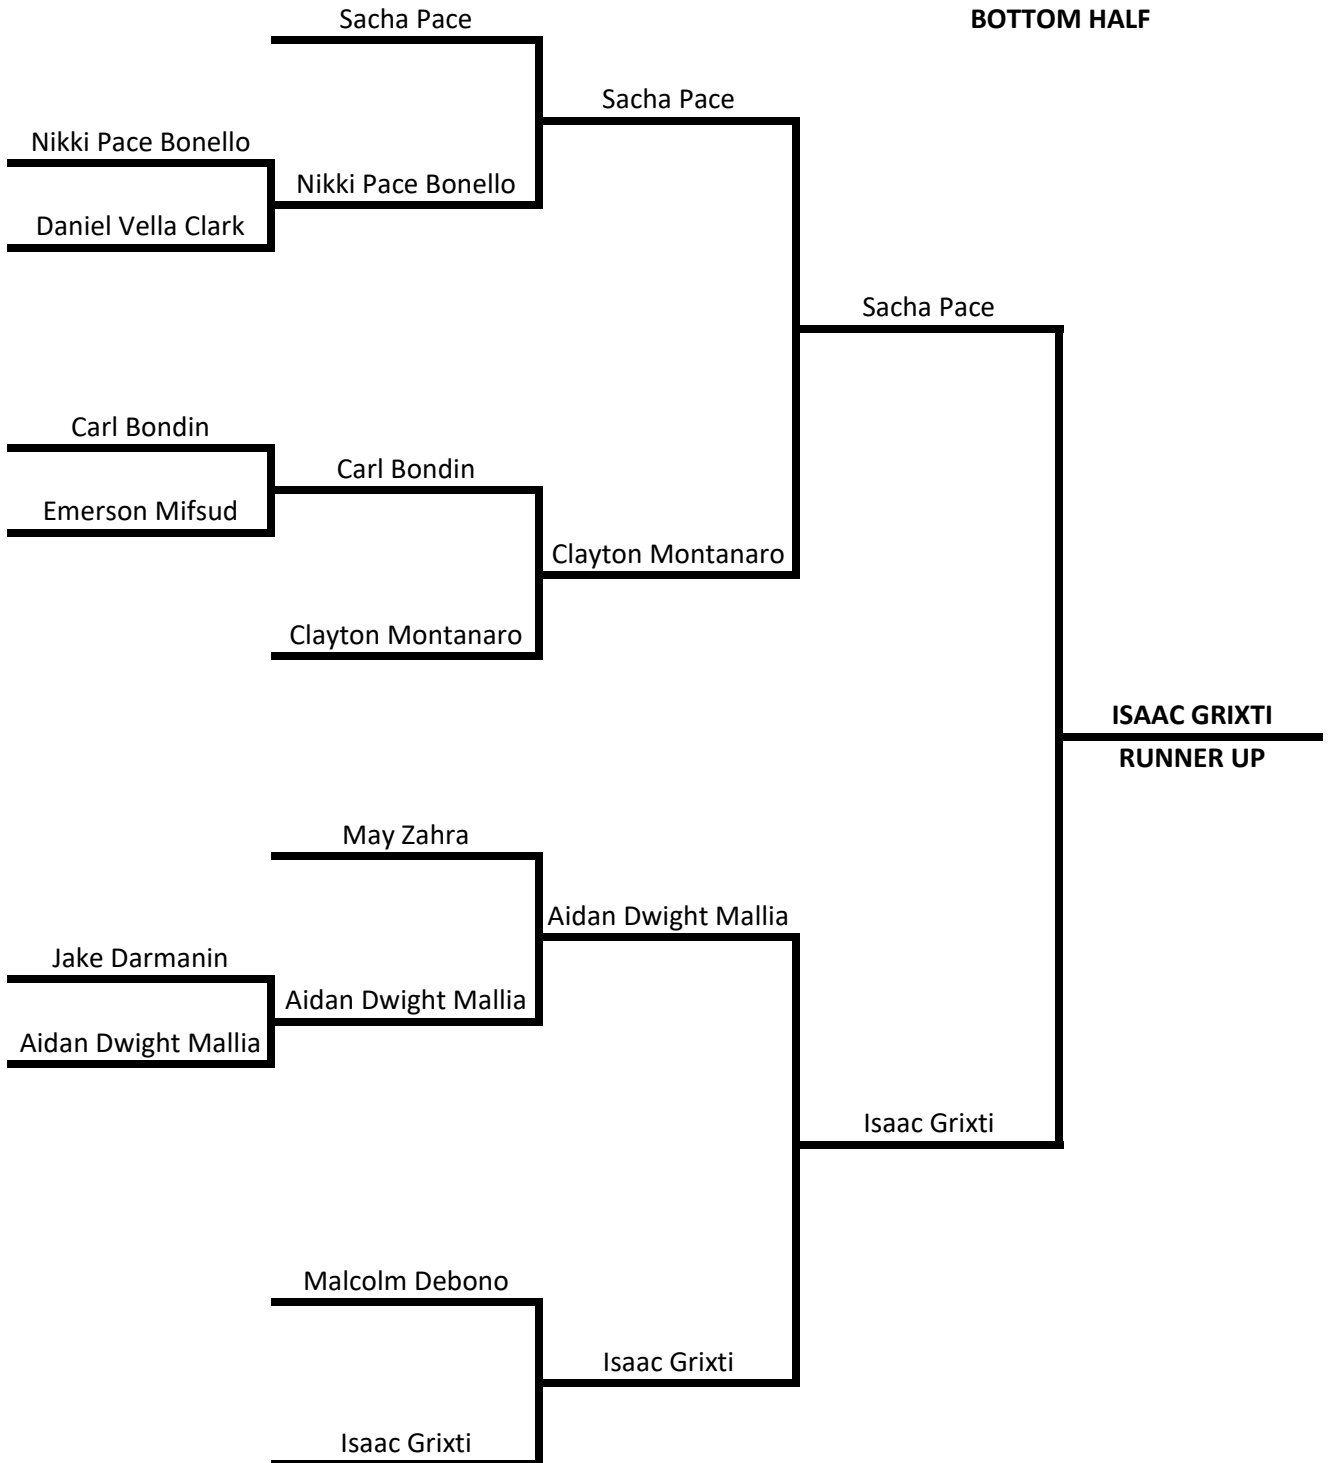 Sacha Pace
BOTTOM HALF
Sacha Pace
Nikki Pace Bonello
Nikki Pace Bonello
Daniel Vella Clark
Sacha Pace
Carl Bondin
Carl Bondin
Emerson Mifsud
Clayton Montanaro
Clayton Montanaro
ISAAC GRIXTI
RUNNER UP
May Zahra
Aidan Dwight Mallia
Jake Darmanin
Aidan Dwight Mallia
Aidan Dwight Mallia
Isaac Grixti
Malcolm Debono
Isaac Grixti
Isaac Grixti